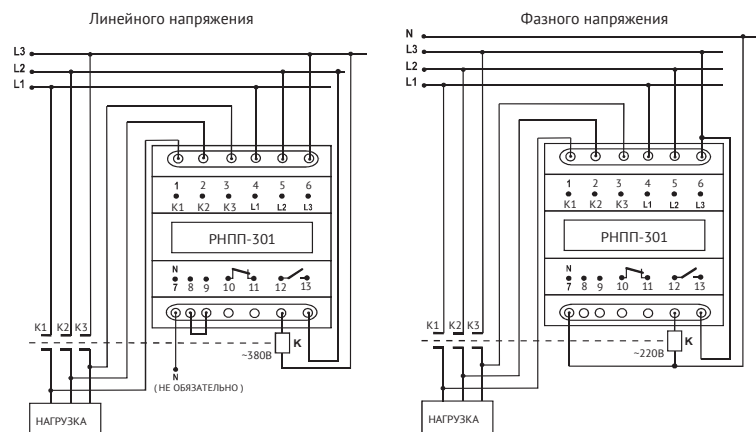 Линейного напряжения
L3
L2
L1
1 2 3 4 5 6
K1 K2 K3 L1 L2 L3
РНПП-301
N
7 8 9 10 11 12 13
K1 K2 K3
K
~380В
N
( НЕ ОБЯЗАТЕЛЬНО )
НАГРУЗКА
Фазного напряжения
N
L3
L2
L1
1 2 3 4 5 6
K1 K2 K3 L1 L2 L3
РНПП-301
N
7 8 9 10 11 12 13
K1 K2 K3
K
~220В
НАГРУЗКА